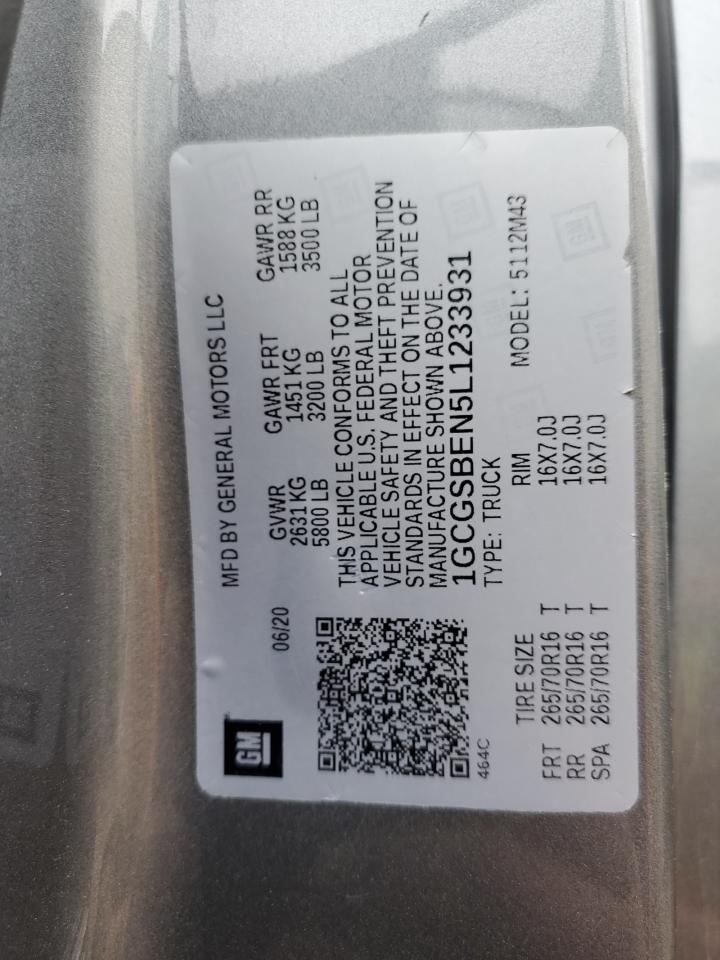 GM
MFD BY GENERAL MOTORS LLC
06/20
GVWR GAWR FRT GAWR RR
2631 KG 1451 KG 1588 KG
5800 LB 3200 LB 3500 LB
THIS VEHICLE CONFORMS TO ALL
APPLICABLE U.S. FEDERAL MOTOR
VEHICLE SAFETY AND THEFT PREVENTION
STANDARDS IN EFFECT ON THE DATE OF
MANUFACTURE SHOWN ABOVE.
1GCGSBEN5L1233931
464C
TYPE: TRUCK
TIRE SIZE RIM MODEL: 5112M43
FRT 265/70R16 T 16X7.0J
RR 265/70R16 T 16X7.0J
SPA 265/70R16 T 16X7.0J